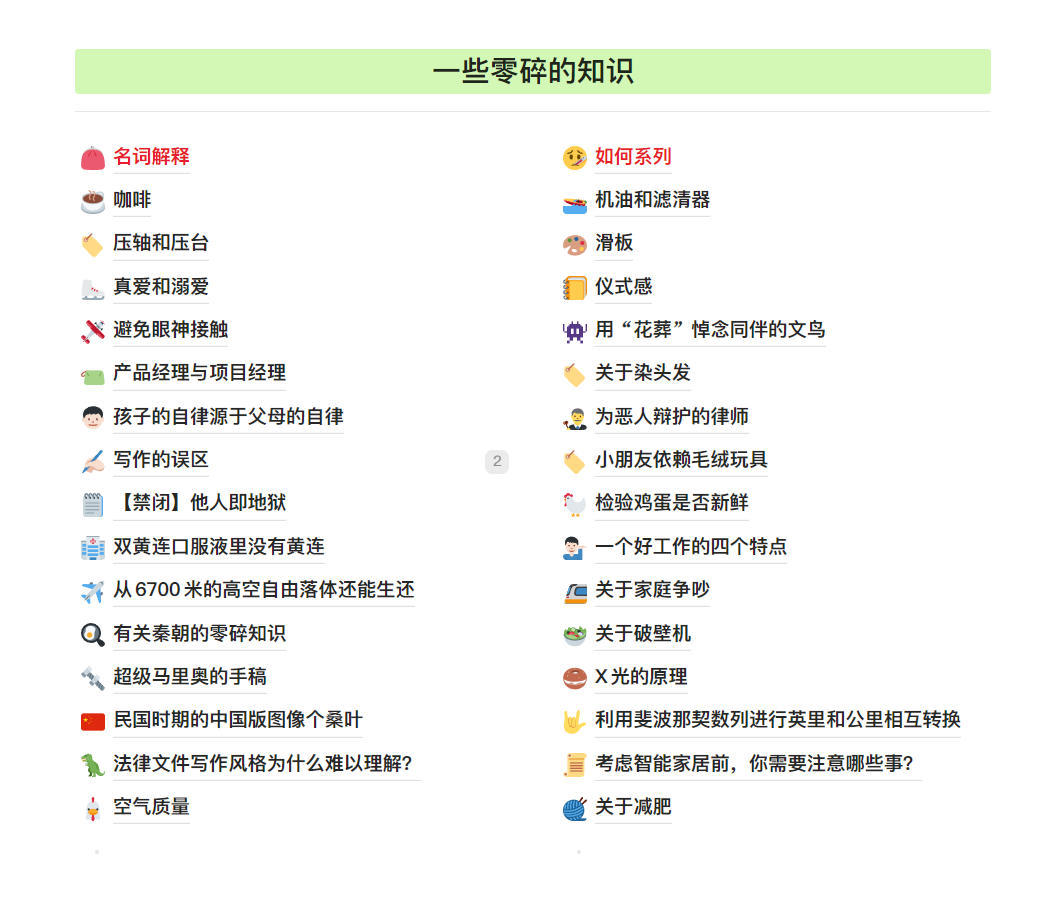 一些零碎的知识
名词解释
咖啡
压轴和压台
真爱和溺爱
避免眼神接触
产品经理与项目经理
孩子的自律源于父母的自律
写作的误区
2
【禁闭】他人即地狱
双黄连口服液里没有黄连
从6700米的高空自由落体还能生还
有关秦朝的零碎知识
超级马里奥的手稿
民国时期的中国版图像个桑叶
法律文件写作风格为什么难以理解？
空气质量
如何系列
机油和滤清器
滑板
仪式感
用“花葬”悼念同伴的文鸟
关于染头发
为恶人辩护的律师
小朋友依赖毛绒玩具
检验鸡蛋是否新鲜
一个好工作的四个特点
关于家庭争吵
关于破壁机
X光的原理
利用斐波那契数列进行英里和公里相互转换
考虑智能家居前，你需要注意哪些事？
关于减肥